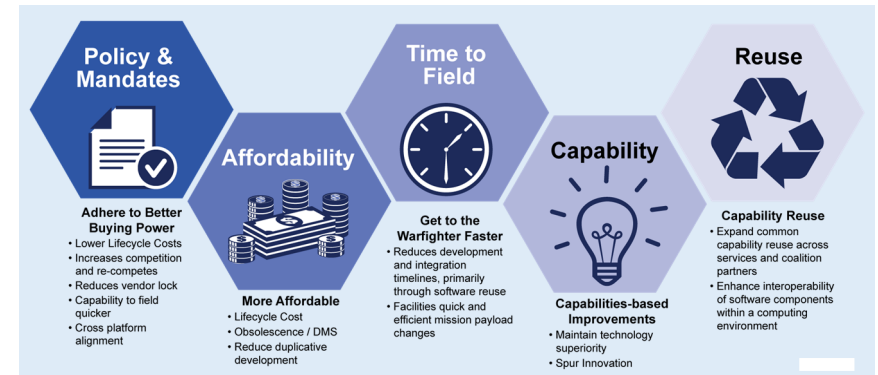 Policy &
Mandates
Adhere to Better
Buying Power
• Lower Lifecycle Costs
• Increases competition
and re-competes
• Reduces vendor lock
• Capability to field
quicker
• Cross platform
alignment
Affordability
More Affordable
• Lifecycle Cost
• Obsolescence / DMS
• Reduce duplicative
development
Time to
Field
Get to the
Warfighter Faster
• Reduces development
and integration
timelines, primarily
through software reuse
• Facilities quick and
efficient mission payload
changes
Capability
Capabilities-based
Improvements
• Maintain technology
superiority
• Spur Innovation
Reuse
Capability Reuse
• Expand common
capability reuse across
services and coalition
partners
• Enhance interoperability
of software components
within a computing
environment